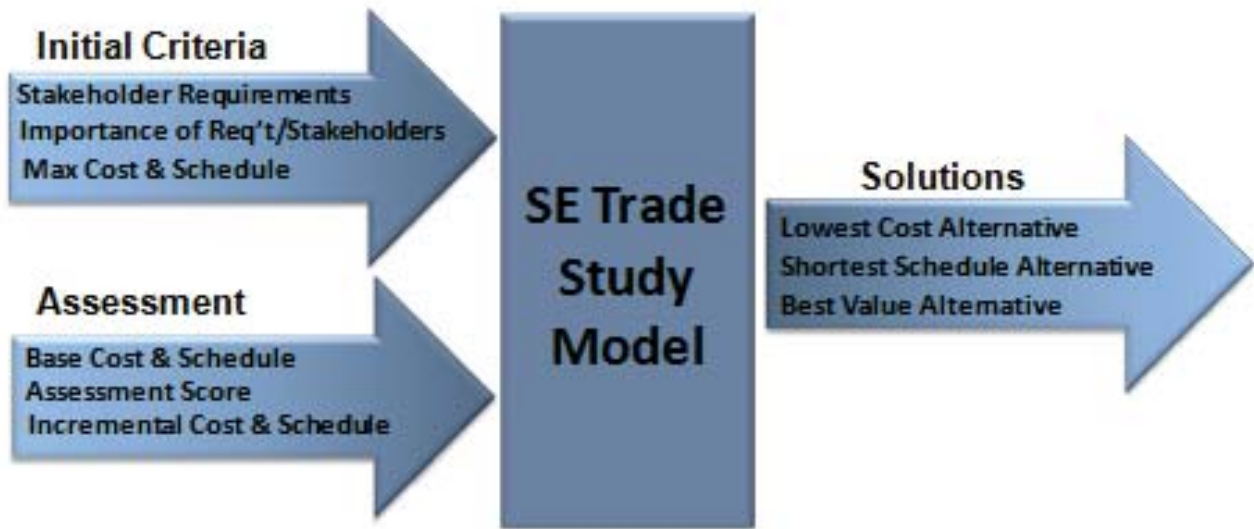 Initial Criteria
Stakeholder Requirements
Importance of Req't/Stakeholders
Max Cost & Schedule
Assessment
Base Cost & Schedule
Assessment Score
Incremental Cost & Schedule
SE Trade
Study
Model
Solutions
Lowest Cost Alternative
Shortest Schedule Alternative
Best Value Alternative